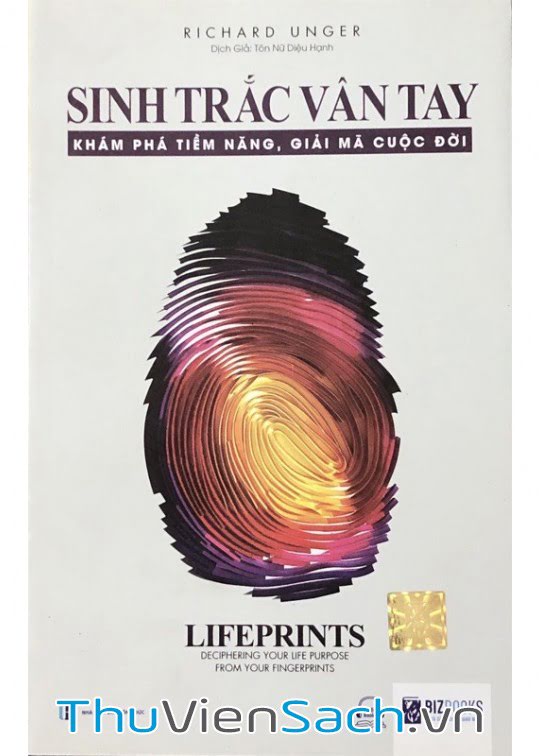 RICHARD UNGER
Dịch Giả: Tôn Nữ Diệu Hạnh
SINH TRẮC VÂN TAY
KHÁM PHÁ TIỀM NĂNG, GIẢI MÃ CUỘC ĐỜI
LIFEPRINTS
DECIPHERING YOUR LIFE PURPOSE
FROM YOUR FINGERPRINTS
BIZBOOKS
ThuVienSach.vn